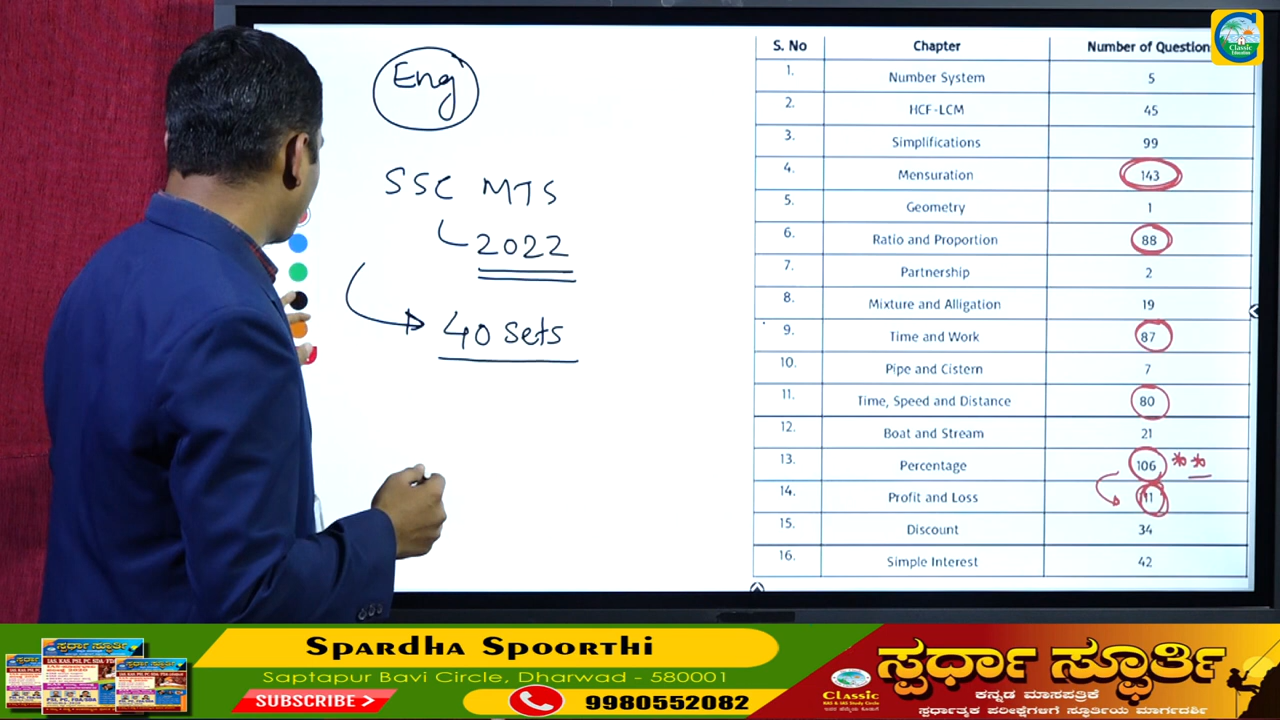 Eng
SSC MTS
2022
40 Sets
S. No Chapter Number of Question
1. Number System 5
2. HCF-LCM 45
3. Simplifications 99
4. Mensuration 143
5. Geometry 1
6. Ratio and Proportion 88
7. Partnership 2
8. Mixture and Alligation 19
9. Time and Work 87
10. Pipe and Cistern 7
11. Time, Speed and Distance 80
12. Boat and Stream 21
13. Percentage 106
14. Profit and Loss
15. Discount 34
16. Simple Interest 42
Classic
Education
Spardha Spoorthi
Saptapur Bavi Circle, Dharwad - 580001
SUBSCRIBE 9980552082
ಸ್ಪರ್ಧಾ ಸ್ಫೂರ್ತಿ
ಕನ್ನಡ ಮಾಸಪತ್ರಿಕೆ
ಸ್ಪರ್ಧಾತ್ಮಕ ಪರೀಕ್ಷೆಗಳಿಗೆ ಸ್ಫೂರ್ತಿಯ ಮಾರ್ಗದರ್ಶಿ
CLASSIC
KAS & IAS Study Circle